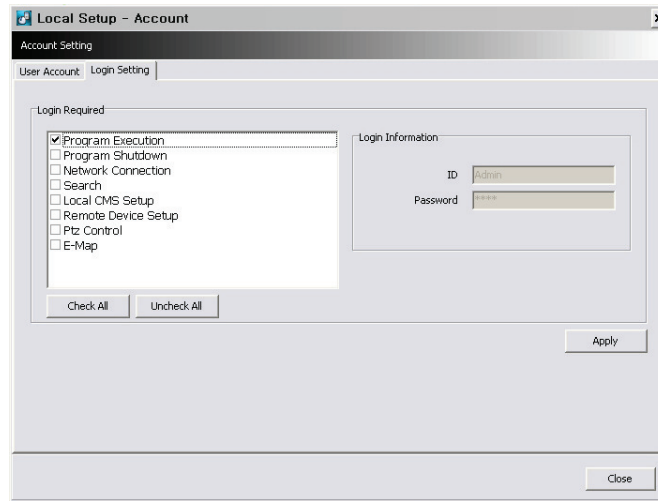 Local Setup - Account
Account Setting
User Account
Login Setting
Login Required
Program Execution
Program Shutdown
Network Connection
Search
Local CMS Setup
Remote Device Setup
Ptz Control
E-Map
Check All
Uncheck All
Login Information
ID
Admin
Password
****
Apply
Close